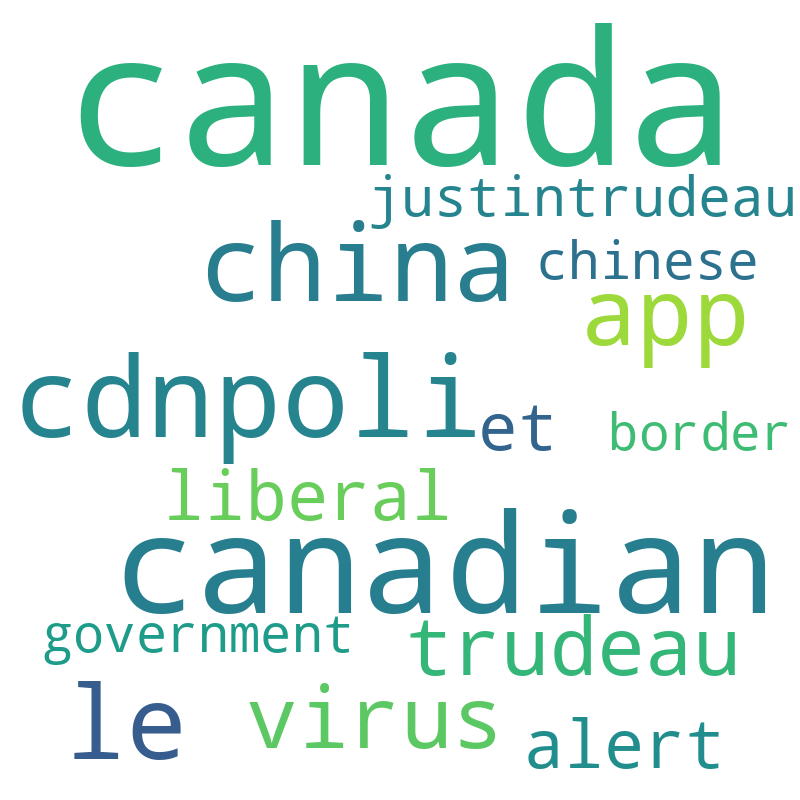 canada
justintrudeau
china
chinese
app
cdnpoli
et
border
liberal
canadian
government
trudeau
le
virus
alert